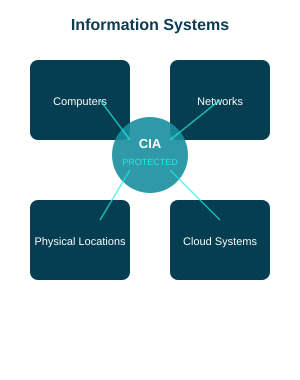 Information Systems
Computers
Networks
CIA
PROTECTED
Physical Locations
Cloud Systems